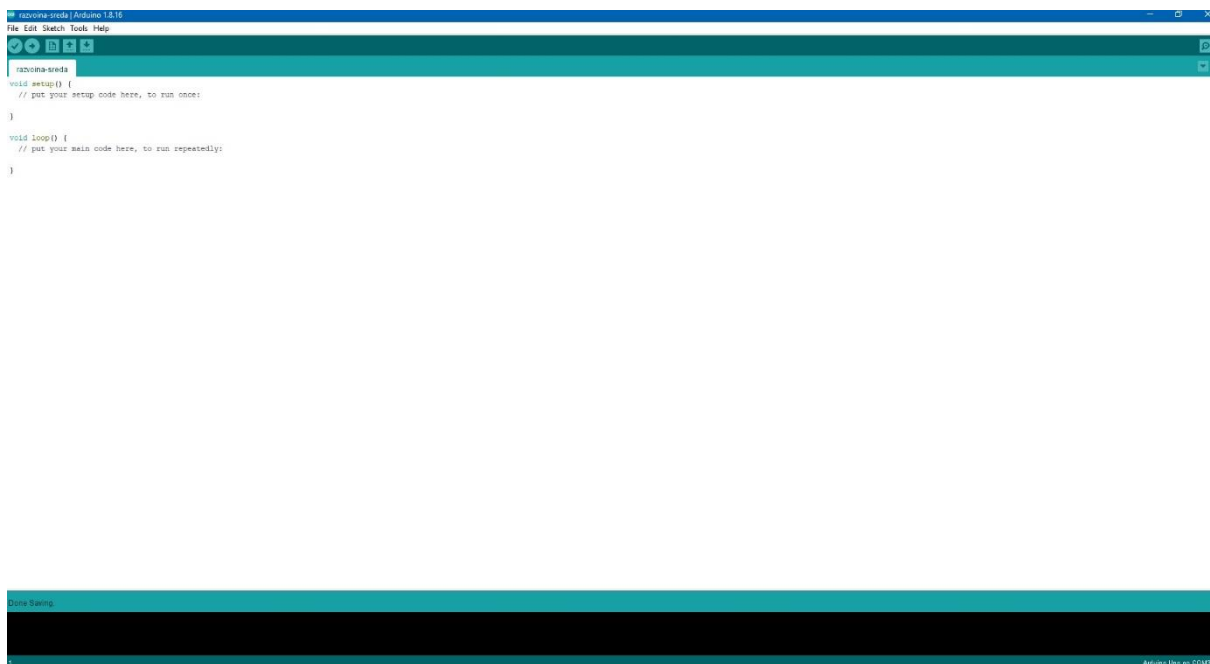 razvoina-sreda | Arduino 1.8.16
File Edit Sketch Tools Help
razvoina-sreda
void setup() {
// put your setup code here, to run once:
}
void loop() {
// put your main code here, to run repeatedly:
}
Done Saving.
Arduino Uno on